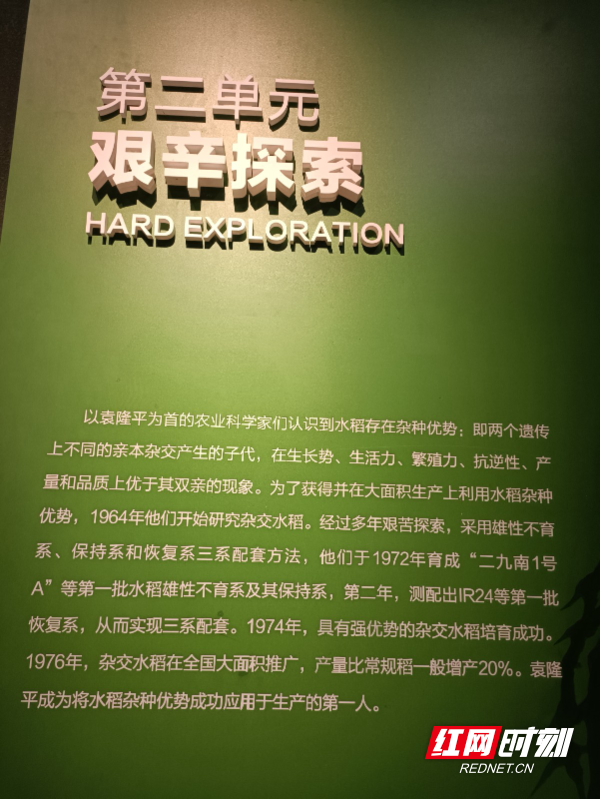 第二单元
艰辛探索
HARD EXPLORATION
以袁隆平为首的农业科学家们认识到水稻存在杂种优势；即两个遗传
上不同的亲本杂交产生的子代，在生长势、生活力、繁殖力、抗逆性、产
量和品质上优于其双亲的现象。为了获得并在大面积生产上利用水稻杂种
优势，1964年他们开始研究杂交水稻。经过多年艰苦探索，采用雄性不育
系、保持系和恢复系三系配套方法，他们于1972年育成“二九南1号
A”等第一批水稻雄性不育系及其保持系，第二年，测配出IR24等第一批
恢复系，从而实现三系配套。1974年，具有强优势的杂交水稻培育成功。
1976年，杂交水稻在全国大面积推广，产量比常规稻一般增产20%。袁隆
平成为将水稻杂种优势成功应用于生产的第一人。
红网时刻
REDNET.CN